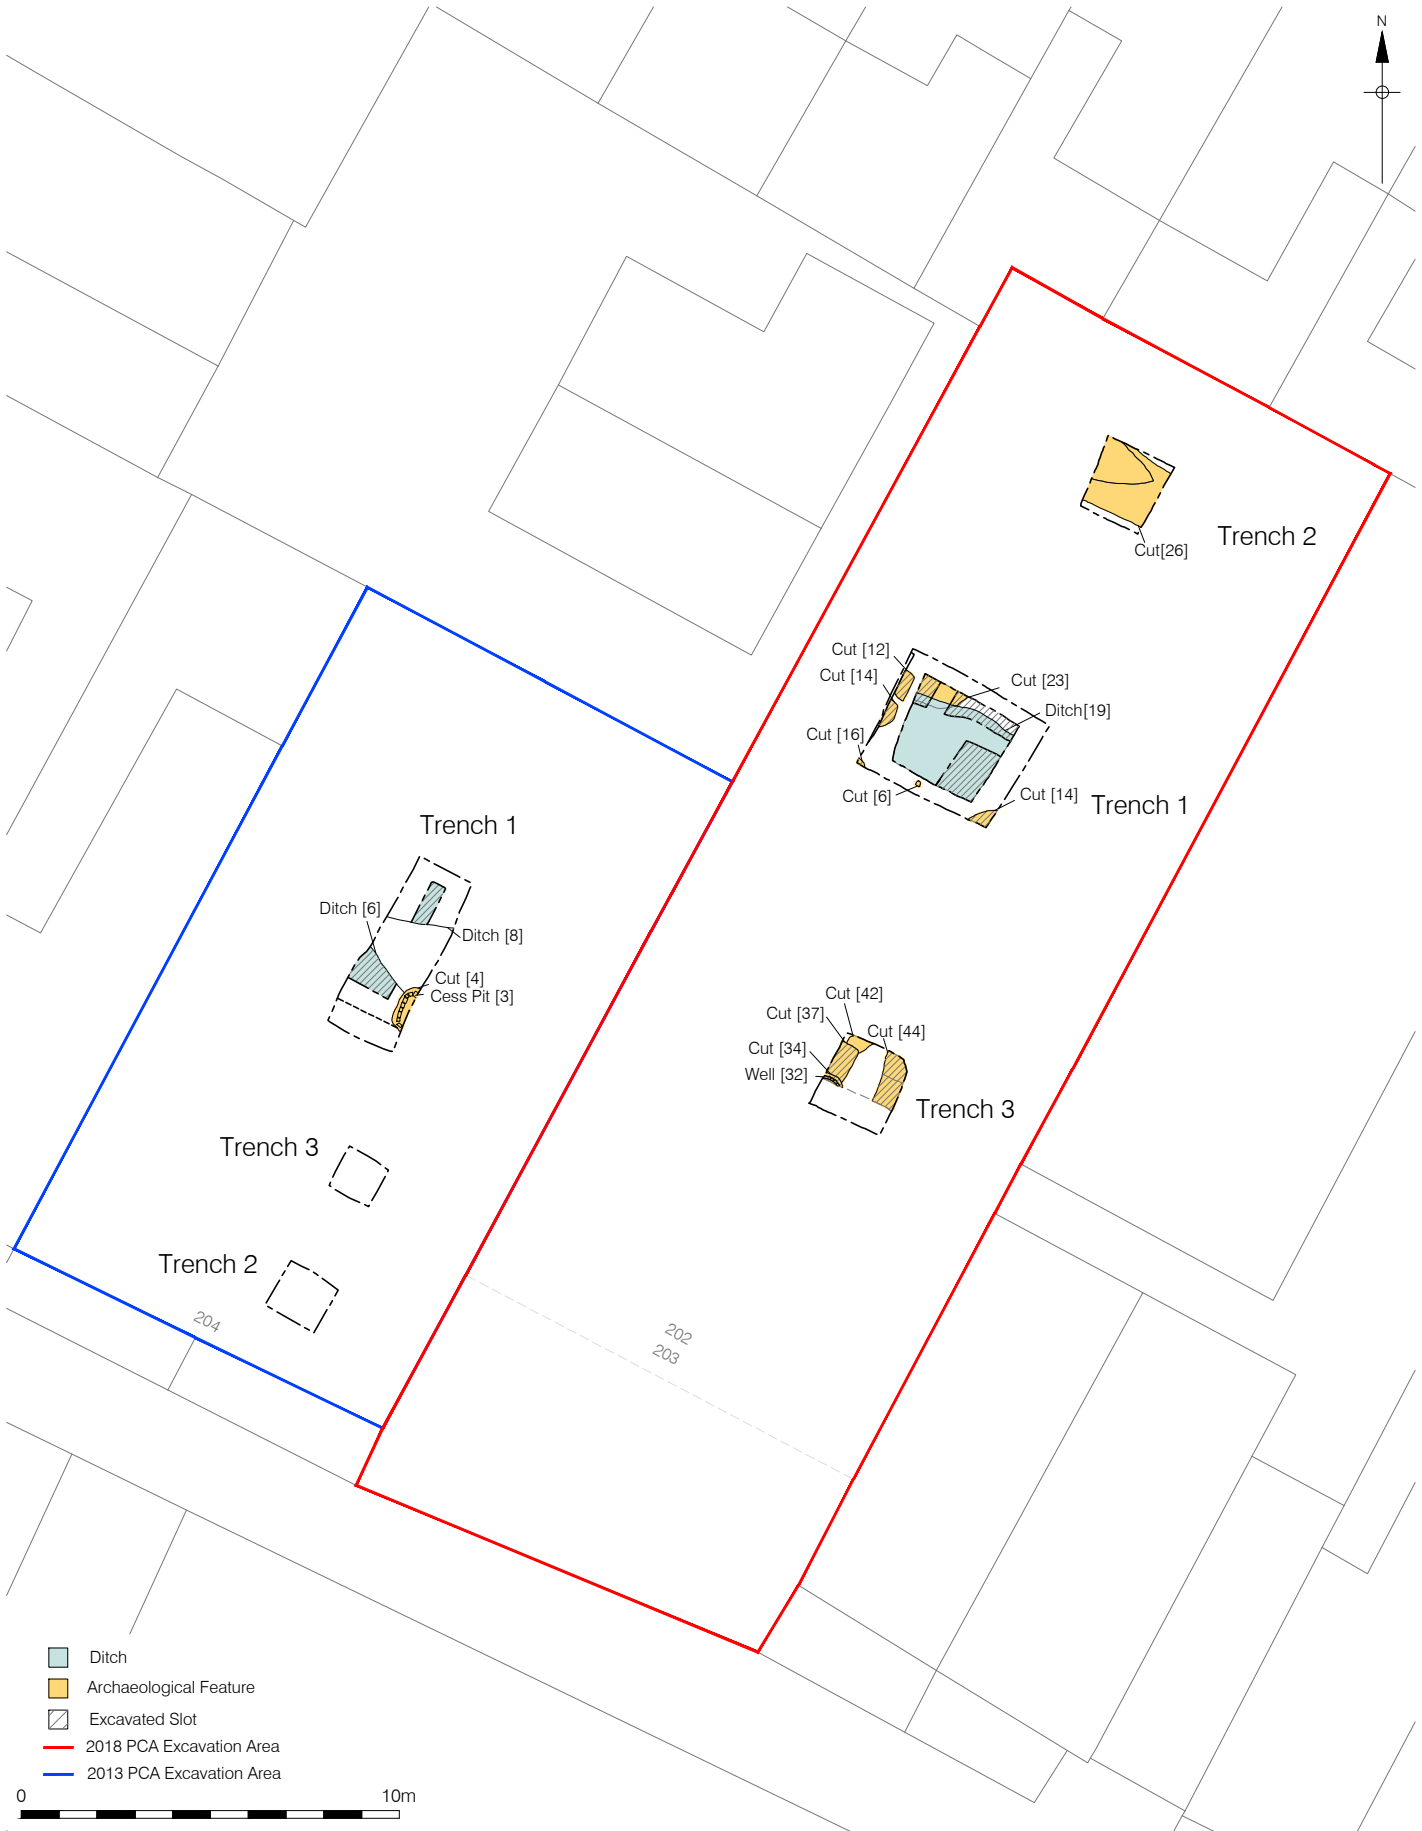 N
Trench 2
Cut[26]
Cut [12]
Cut [14]
Cut [23]
Ditch[19]
Cut [16]
Cut [6]
Cut [14]
Trench 1
Trench 1
Ditch [6]
Ditch [8]
Cut [4]
Cess Pit [3]
Cut [42]
Cut [37]
Cut [44]
Cut [34]
Well [32]
Trench 3
Trench 3
Trench 2
204
202
203
Ditch
Archaeological Feature
Excavated Slot
2018 PCA Excavation Area
2013 PCA Excavation Area
0 10m